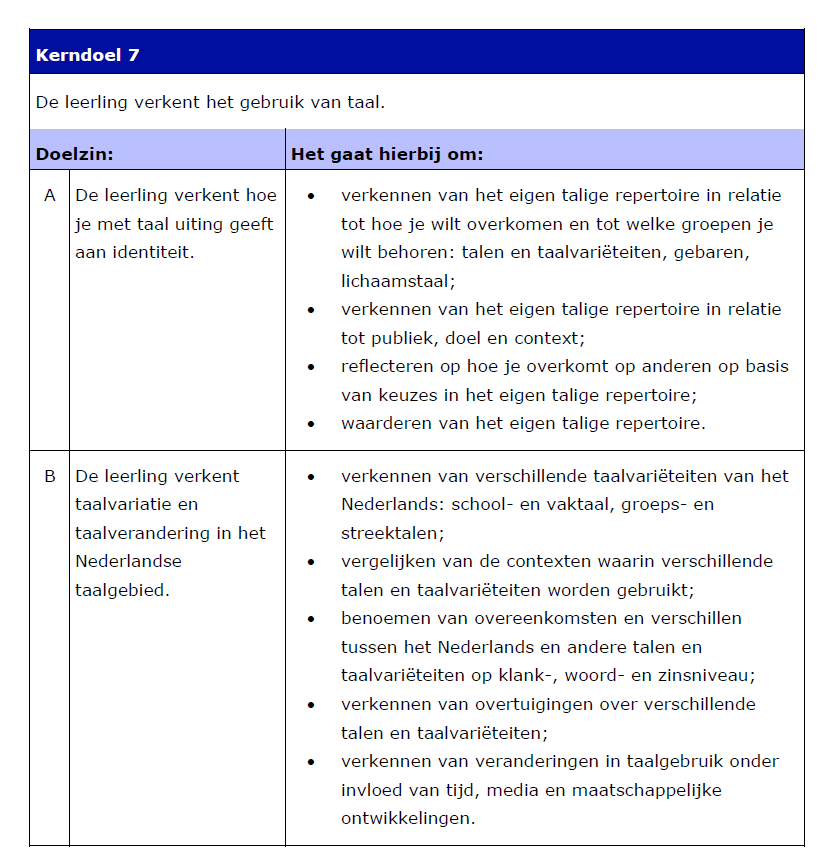 Kerndoel 7
De leerling verkent het gebruik van taal.
Doelzin:
Het gaat hierbij om:
A
De leerling verkent hoe
je met taal uiting geeft
aan identiteit.
• verkennen van het eigen talige repertoire in relatie
tot hoe je wilt overkomen en tot welke groepen je
wilt behoren: talen en taalvariëteiten, gebaren,
lichaamstaal;
• verkennen van het eigen talige repertoire in relatie
tot publiek, doel en context;
• reflecteren op hoe je overkomt op anderen op basis
van keuzes in het eigen talige repertoire;
• waarderen van het eigen talige repertoire.
B
De leerling verkent
taalvariatie en
taalverandering in het
Nederlandse
taalgebied.
• verkennen van verschillende taalvariëteiten van het
Nederlands: school- en vaktaal, groeps- en
streektalen;
• vergelijken van de contexten waarin verschillende
talen en taalvariëteiten worden gebruikt;
• benoemen van overeenkomsten en verschillen
tussen het Nederlands en andere talen en
taalvariëteiten op klank-, woord- en zinsniveau;
• verkennen van overtuigingen over verschillende
talen en taalvariëteiten;
• verkennen van veranderingen in taalgebruik onder
invloed van tijd, media en maatschappelijke
ontwikkelingen.